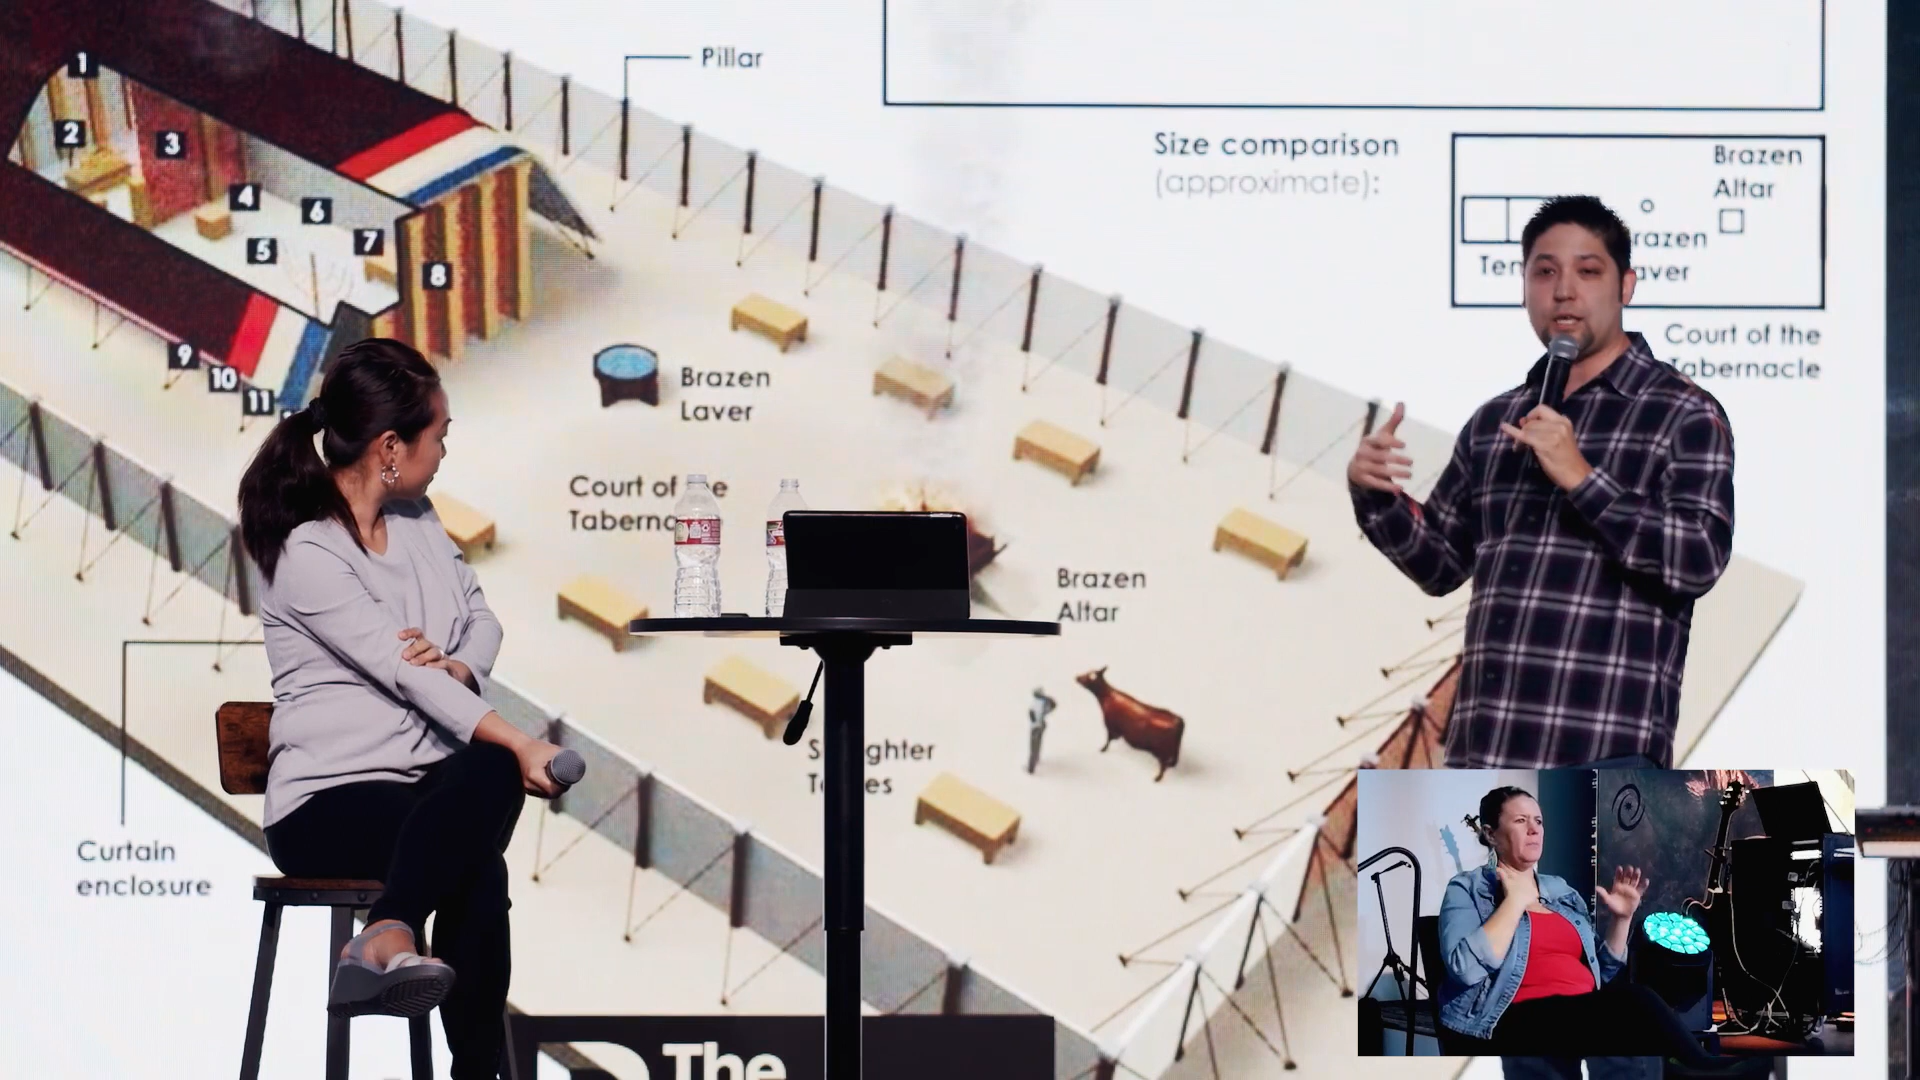 Pillar
Size comparison
(approximate):
Brazen
Altar
1
2
3
4
6
5
7
8
9
10
11
Brazen
Laver
Court of the
Tabernacle
Court of
Brazen
Altar
Curtain
enclosure
The